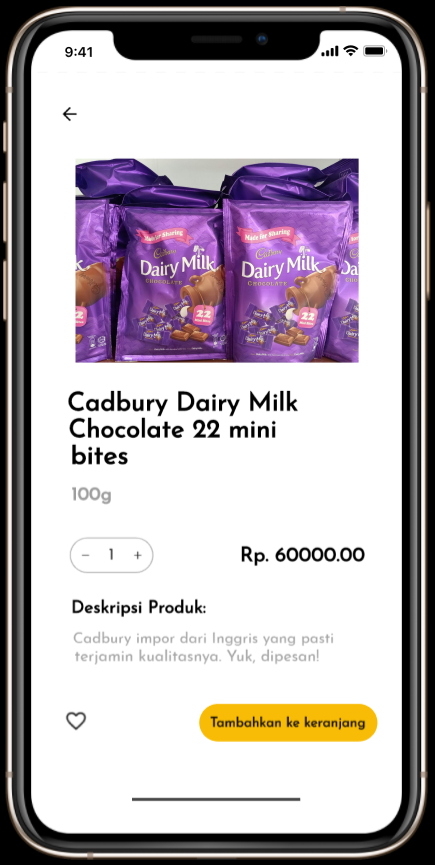 9:41
Made for Sharing
Cadbury
Dairy Milk
CHOCOLATE
22
Made for Sharing
Cadbury
Dairy Milk
CHOCOLATE
22
Cadbury Dairy Milk
Chocolate 22 mini
bites
100g
− 1 +
Rp. 60000.00
Deskripsi Produk:
Cadbury impor dari Inggris yang pasti
terjamin kualitasnya. Yuk, dipesan!
Tambahkan ke keranjang